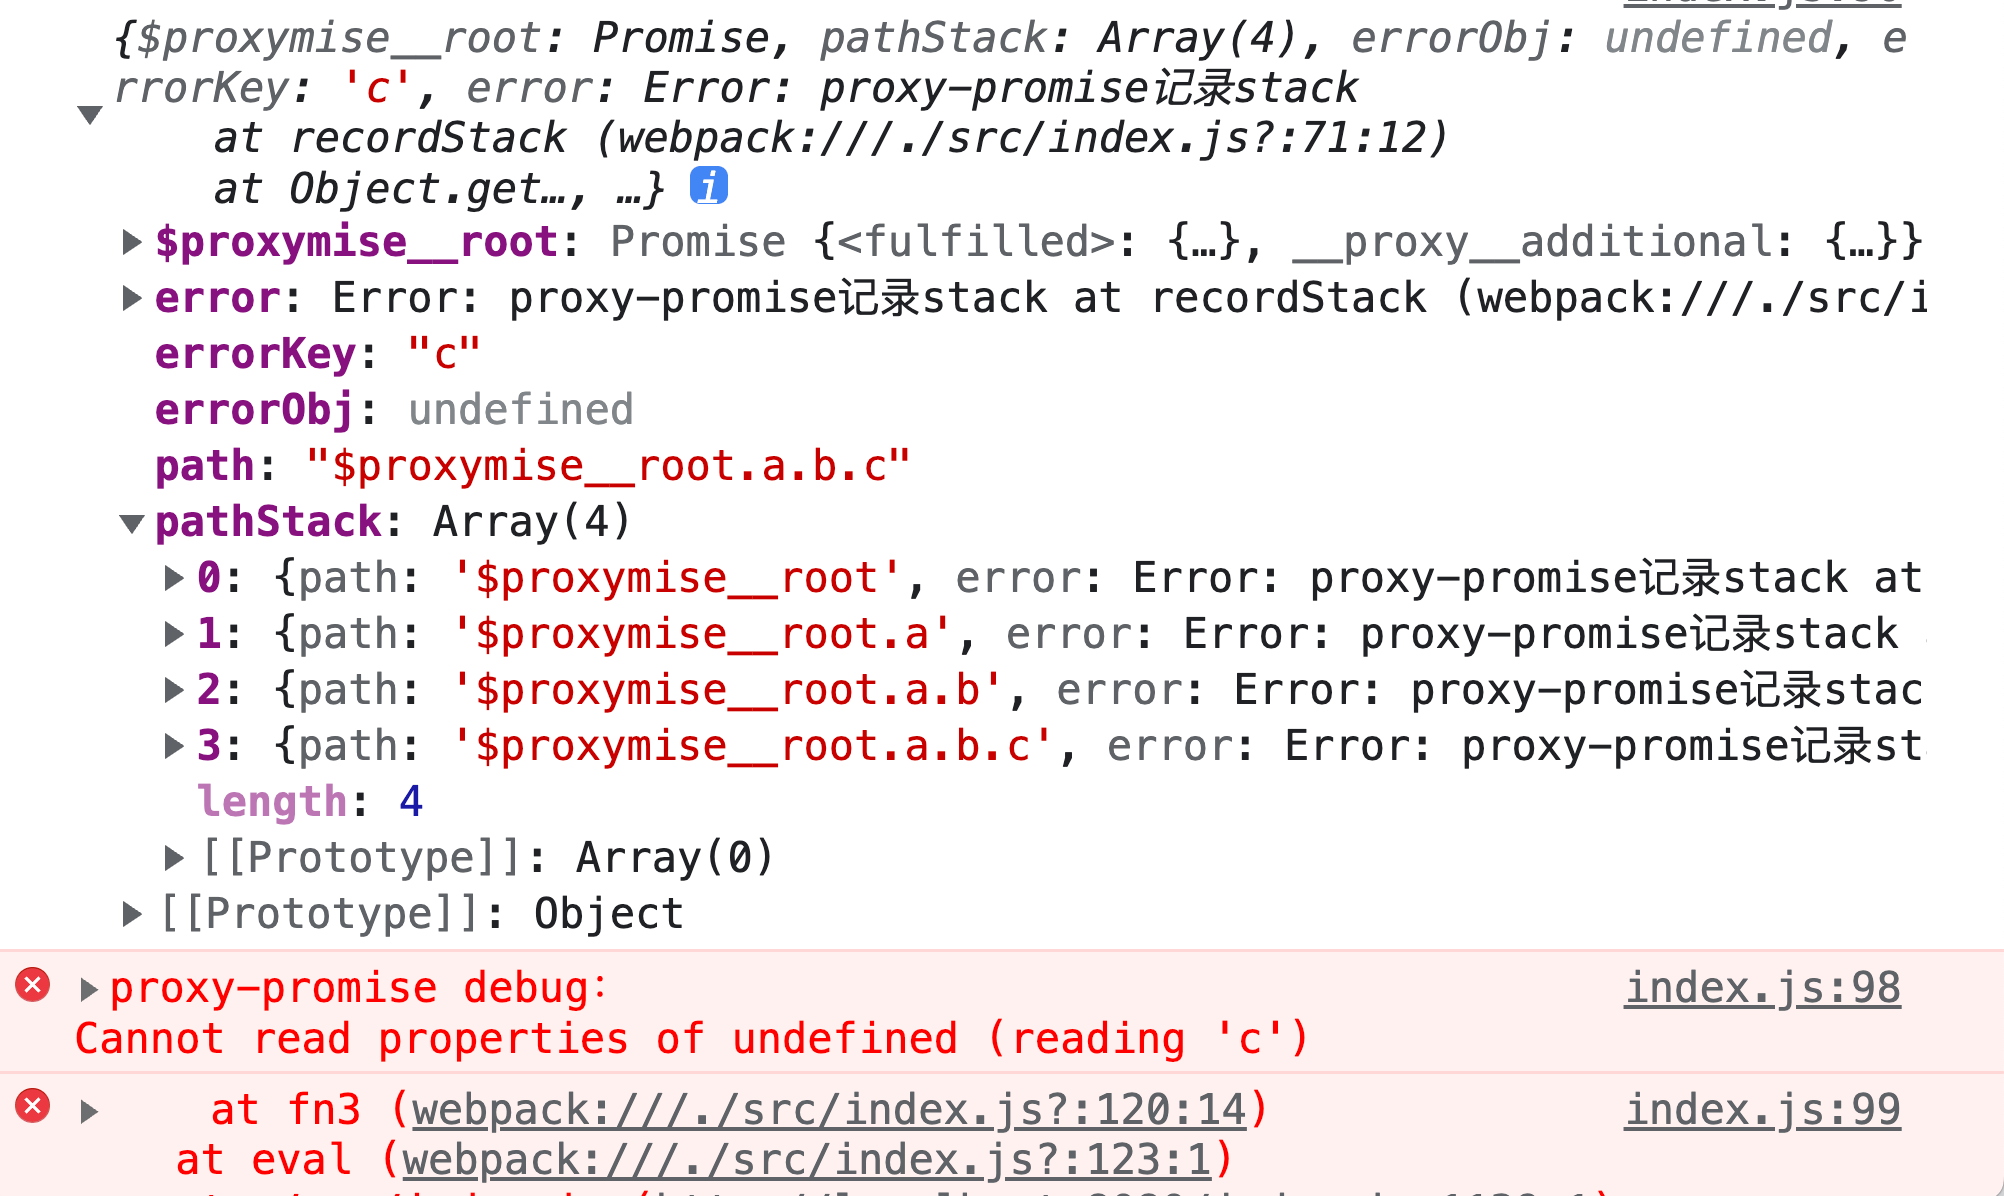 {$proxymise__root: Promise, pathStack: Array(4), errorObj: undefined, e
rrorKey: 'c', error: Error: proxy-promise记录stack
at recordStack (webpack:///./src/index.js?:71:12)
at Object.get…, …} i
$proxymise__root: Promise {<fulfilled>: {…}, __proxy__additional: {…}}
error: Error: proxy-promise记录stack at recordStack (webpack:///./src/i
errorKey: "c"
errorObj: undefined
path: "$proxymise__root.a.b.c"
pathStack: Array(4)
0: {path: '$proxymise__root', error: Error: proxy-promise记录stack at
1: {path: '$proxymise__root.a', error: Error: proxy-promise记录stack
2: {path: '$proxymise__root.a.b', error: Error: proxy-promise记录stac
3: {path: '$proxymise__root.a.b.c', error: Error: proxy-promise记录st
length: 4
[[Prototype]]: Array(0)
[[Prototype]]: Object
proxy-promise debug: index.js:98
Cannot read properties of undefined (reading 'c')
at fn3 (webpack:///./src/index.js?:120:14) index.js:99
at eval (webpack:///./src/index.js?:123:1)